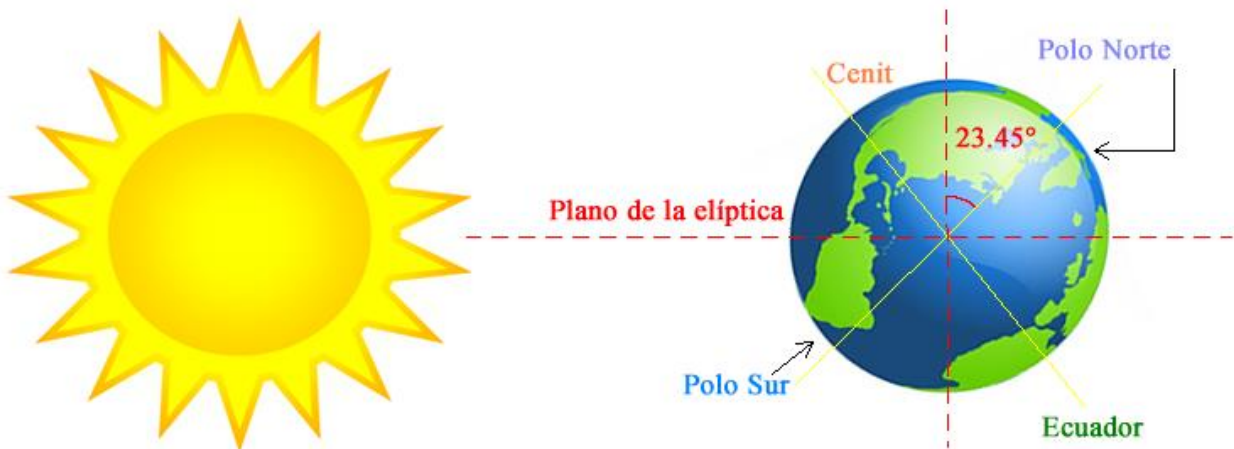 Cenit
Polo Norte
23.45°
Plano de la elíptica
Polo Sur
Ecuador